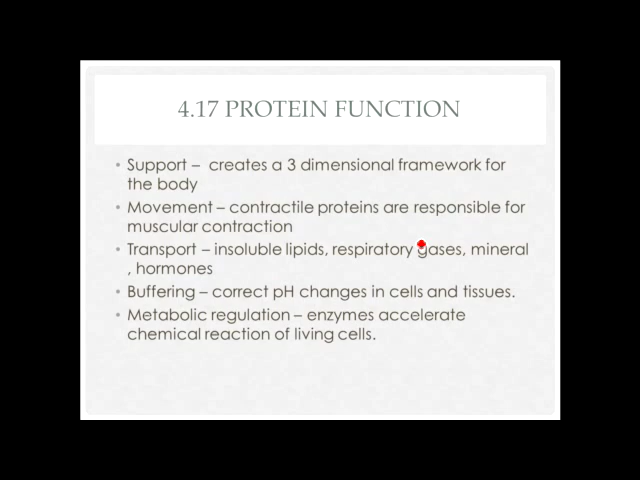 4.17 PROTEIN FUNCTION
• Support – creates a 3 dimensional framework for
the body
• Movement – contractile proteins are responsible for
muscular contraction
• Transport – insoluble lipids, respiratory gases, mineral
, hormones
• Buffering – correct pH changes in cells and tissues.
• Metabolic regulation – enzymes accelerate
chemical reaction of living cells.